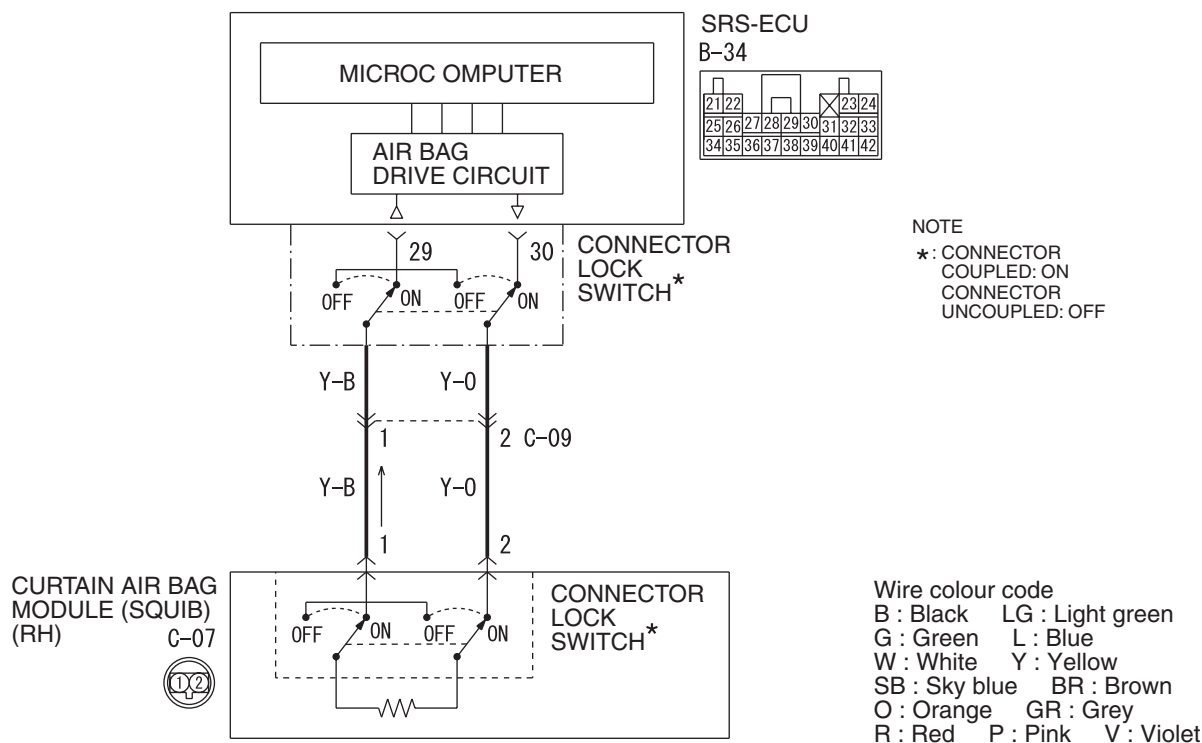 SRS-ECU
B-34
MICROC OMPUTER
21 22 23 24
25 26 27 28 29 30 31 32 33
34 35 36 37 38 39 40 41 42
AIR BAG
DRIVE CIRCUIT
29 30
CONNECTOR
LOCK
SWITCH*
OFF ON OFF ON
NOTE
*: CONNECTOR
COUPLED: ON
CONNECTOR
UNCOUPLED: OFF
Y-B Y-O
1 2 C-09
Y-B Y-O
1 2
CURTAIN AIR BAG
MODULE (SQUIB)
(RH)
C-07
1 2
OFF ON OFF ON
CONNECTOR
LOCK
SWITCH*
Wire colour code
B : Black LG : Light green
G : Green L : Blue
W : White Y : Yellow
SB : Sky blue BR : Brown
O : Orange GR : Grey
R : Red P : Pink V : Violet